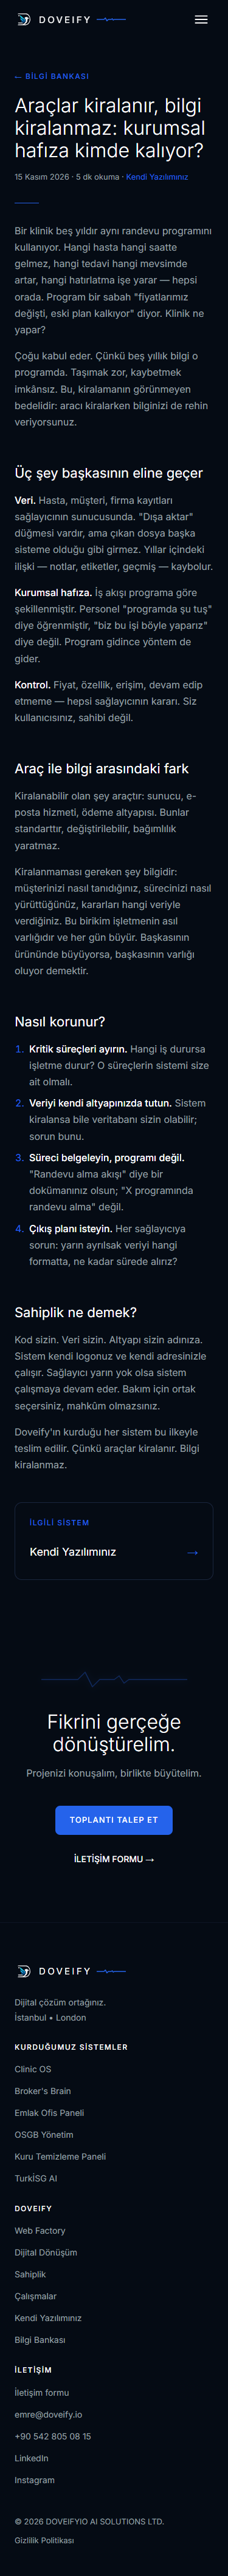 DOVEIFY
← BİLGİ BANKASI
Araçlar kiralanır, bilgi
kiralanmaz: kurumsal
hafıza kimde kalıyor?
15 Kasım 2026 · 5 dk okuma · Kendi Yazılımınız
Bir klinik beş yıldır aynı randevu programını
kullanıyor. Hangi hasta hangi saatte
gelmez, hangi tedavi hangi mevsimde
artar, hangi hatırlatma işe yarar — hepsi
orada. Program bir sabah "fiyatlarımız
değişti, eski plan kalkıyor" diyor. Klinik ne
yapar?
Çoğu kabul eder. Çünkü beş yıllık bilgi o
programda. Taşımak zor, kaybetmek
imkânsız. Bu, kiralamanın görünmeyen
bedelidir: aracı kiralarken bilginizi de rehin
veriyorsunuz.
Üç şey başkasının eline geçer
Veri. Hasta, müşteri, firma kayıtları
sağlayıcının sunucusunda. "Dışa aktar"
düğmesi vardır, ama çıkan dosya başka
sisteme olduğu gibi girmez. Yıllar içindeki
ilişki — notlar, etiketler, geçmiş — kaybolur.
Kurumsal hafıza. İş akışı programa göre
şekillenmiştir. Personel "programda şu tuş"
diye öğrenmiştir, "biz bu işi böyle yaparız"
diye değil. Program gidince yöntem de
gider.
Kontrol. Fiyat, özellik, erişim, devam edip
etmeme — hepsi sağlayıcının kararı. Siz
kullanıcısınız, sahibi değil.
Araç ile bilgi arasındaki fark
Kiralanabilir olan şey araçtır: sunucu, e-
posta hizmeti, ödeme altyapısı. Bunlar
standarttır, değiştirilebilir, bağımlılık
yaratmaz.
Kiralanmaması gereken şey bilgidir:
müşterinizi nasıl tanıdığınız, sürecinizi nasıl
yürüttüğünüz, kararları hangi veriyle
verdiğiniz. Bu birikim işletmenin asıl
varlığıdır ve her gün büyür. Başkasının
ürününde büyüyorsa, başkasının varlığı
oluyor demektir.
Nasıl korunur?
1. Kritik süreçleri ayırın. Hangi iş durursa
işletme durur? O süreçlerin sistemi size
ait olmalı.
2. Veriyi kendi altyapınızda tutun. Sistem
kiralansa bile veritabanı sizin olabilir;
sorun bunu.
3. Süreci belgeleyin, programı değil.
"Randevu alma akışı" diye bir
dokümanınız olsun; "X programında
randevu alma" değil.
4. Çıkış planı isteyin. Her sağlayıcıya
sorun: yarın ayrılsak veriyi hangi
formatta, ne kadar sürede alırız?
Sahiplik ne demek?
Kod sizin. Veri sizin. Altyapı sizin adınıza.
Sistem kendi logonuz ve kendi adresinizle
çalışır. Sağlayıcı yarın yok olsa sistem
çalışmaya devam eder. Bakım için ortak
seçersiniz, mahkûm olmazsınız.
Doveify'ın kurduğu her sistem bu ilkeyle
teslim edilir. Çünkü araçlar kiralanır. Bilgi
kiralanmaz.
İLGİLİ SİSTEM
Kendi Yazılımınız →
Fikrini gerçeğe
dönüştürelim.
Projenizi konuşalım, birlikte büyütelim.
TOPLANTI TALEP ET
İLETİŞİM FORMU →
DOVEIFY
Dijital çözüm ortağınız.
İstanbul • London
KURDUĞUMUZ SİSTEMLER
Clinic OS
Broker's Brain
Emlak Ofis Paneli
OSGB Yönetim
Kuru Temizleme Paneli
TurkİSG AI
DOVEIFY
Web Factory
Dijital Dönüşüm
Sahiplik
Çalışmalar
Kendi Yazılımınız
Bilgi Bankası
İLETİŞİM
İletişim formu
emre@doveify.io
+90 542 805 08 15
LinkedIn
Instagram
© 2026 DOVEIFYIO AI SOLUTIONS LTD.
Gizlilik Politikası